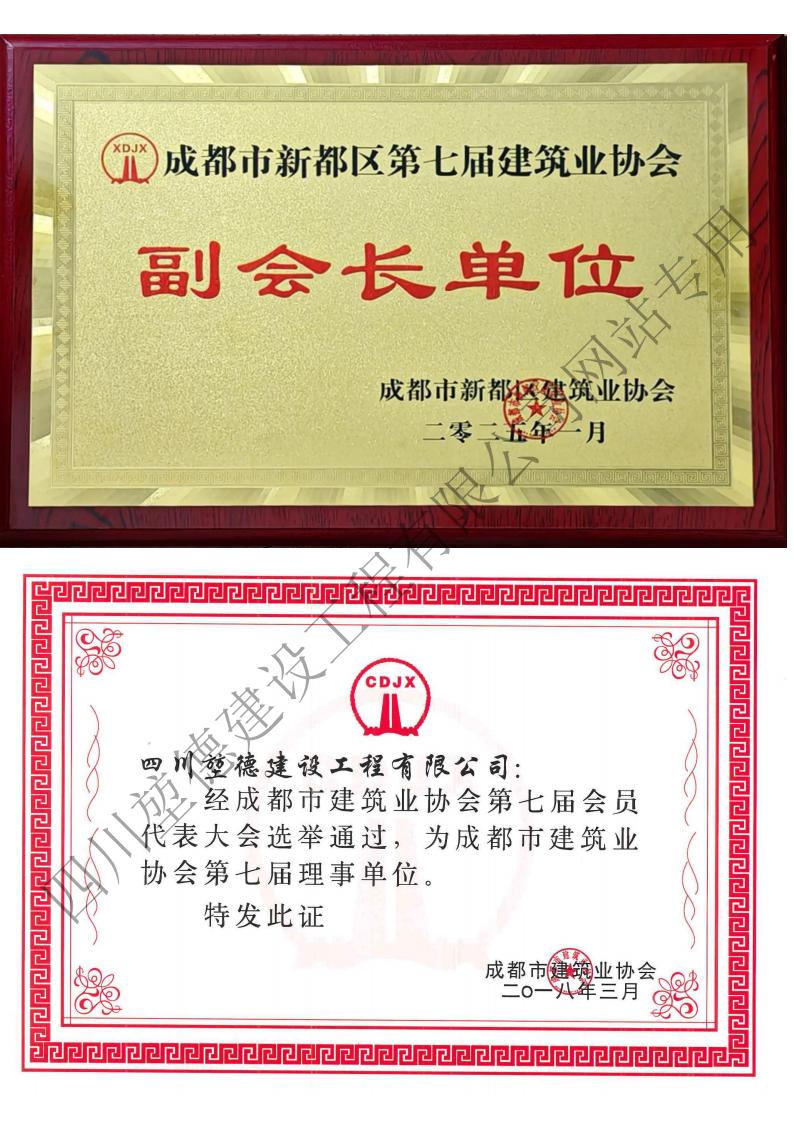 XDJX
成都市新都区第七届建筑业协会
副会长单位
成都市新都区建筑业协会
二零二五年一月
CDJX
四川堃德建设工程有限公司:
经成都市建筑业协会第七届会员
代表大会选举通过，为成都市建筑业
协会第七届理事单位。
特发此证
成都市建筑业协会
二O一八年三月
四川堃德建设工程有限公司网站专用